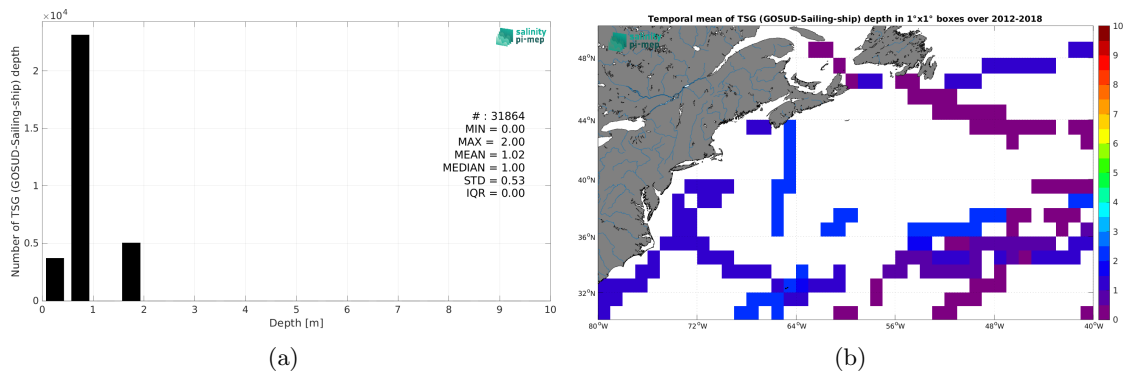 ×10⁴
Number of TSG (GOSUD-Sailing-ship) depth
2
1.5
1
0.5
0
salinity
pi-mep
# : 31864
MIN = 0.00
MAX = 2.00
MEAN = 1.02
MEDIAN = 1.00
STD = 0.53
IQR = 0.00
0 1 2 3 4 5 6 7 8 9 10
Depth [m]
(a)
Temporal mean of TSG (GOSUD-Sailing-ship) depth in 1°x1° boxes over 2012-2018
salinity
pi-mep
48°N
44°N
40°N
36°N
32°N
80°W 72°W 64°W 56°W 48°W 40°W
10
9
8
7
6
5
4
3
2
1
0
(b)